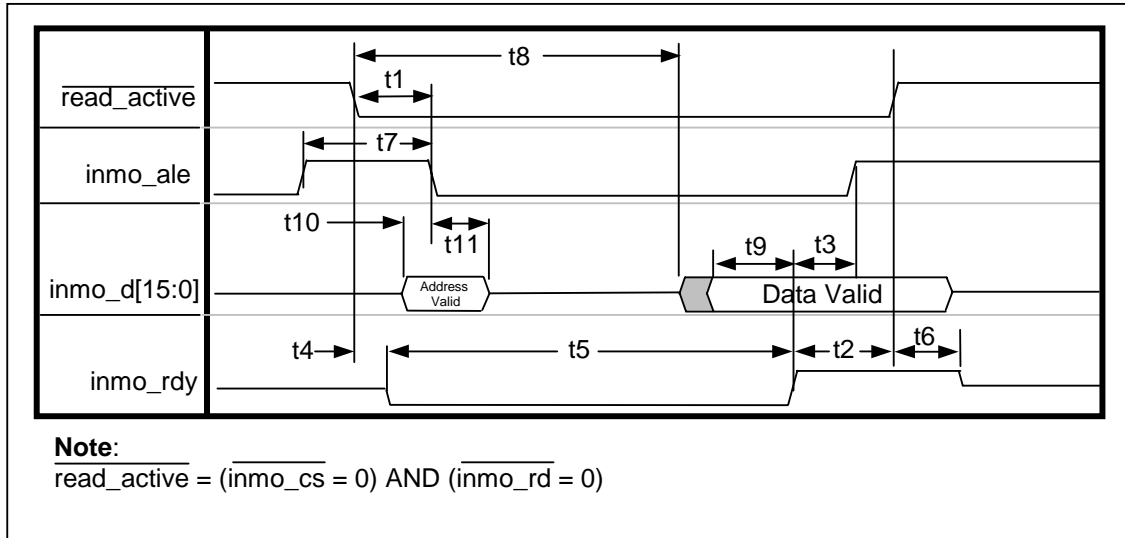 t8
t1
read_active
t7
inmo_ale
t10
t11
t9
t3
inmo_d[15:0]
Address
Valid
Data Valid
t4
t5
t2
t6
inmo_rdy
Note:
read_active = (inmo_cs = 0) AND (inmo_rd = 0)